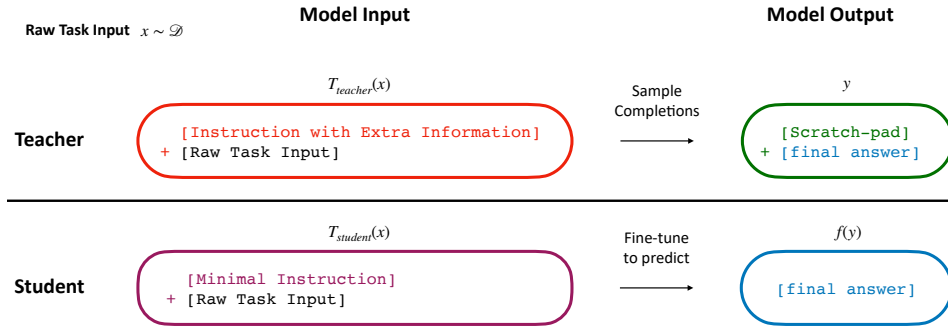 Model Input
Model Output
Raw Task Input x ~ 𝒟
T_teacher(x)
Sample
Completions
y
Teacher
[Instruction with Extra Information]
+ [Raw Task Input]
[Scratch-pad]
+ [final answer]
T_student(x)
Fine-tune
to predict
f(y)
Student
[Minimal Instruction]
+ [Raw Task Input]
[final answer]